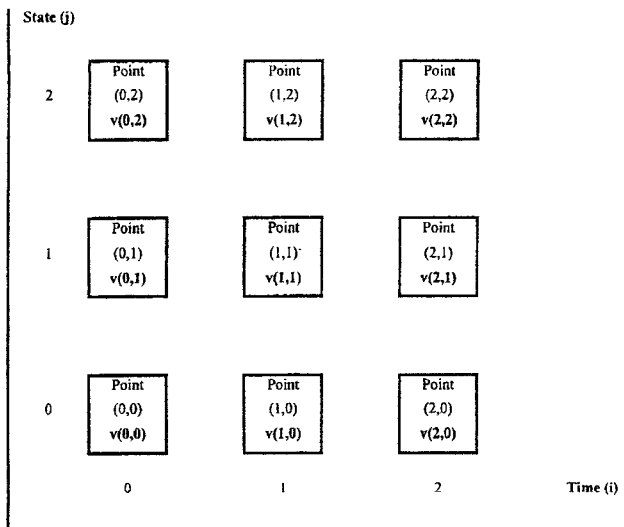 State (j)
Point Point Point
2 (0,2) (1,2) (2,2)
v(0,2) v(1,2) v(2,2)
Point Point Point
1 (0,1) (1,1) (2,1)
v(0,1) v(1,1) v(2,1)
Point Point Point
0 (0,0) (1,0) (2,0)
v(0,0) v(1,0) v(2,0)
0 1 2 Time (i)